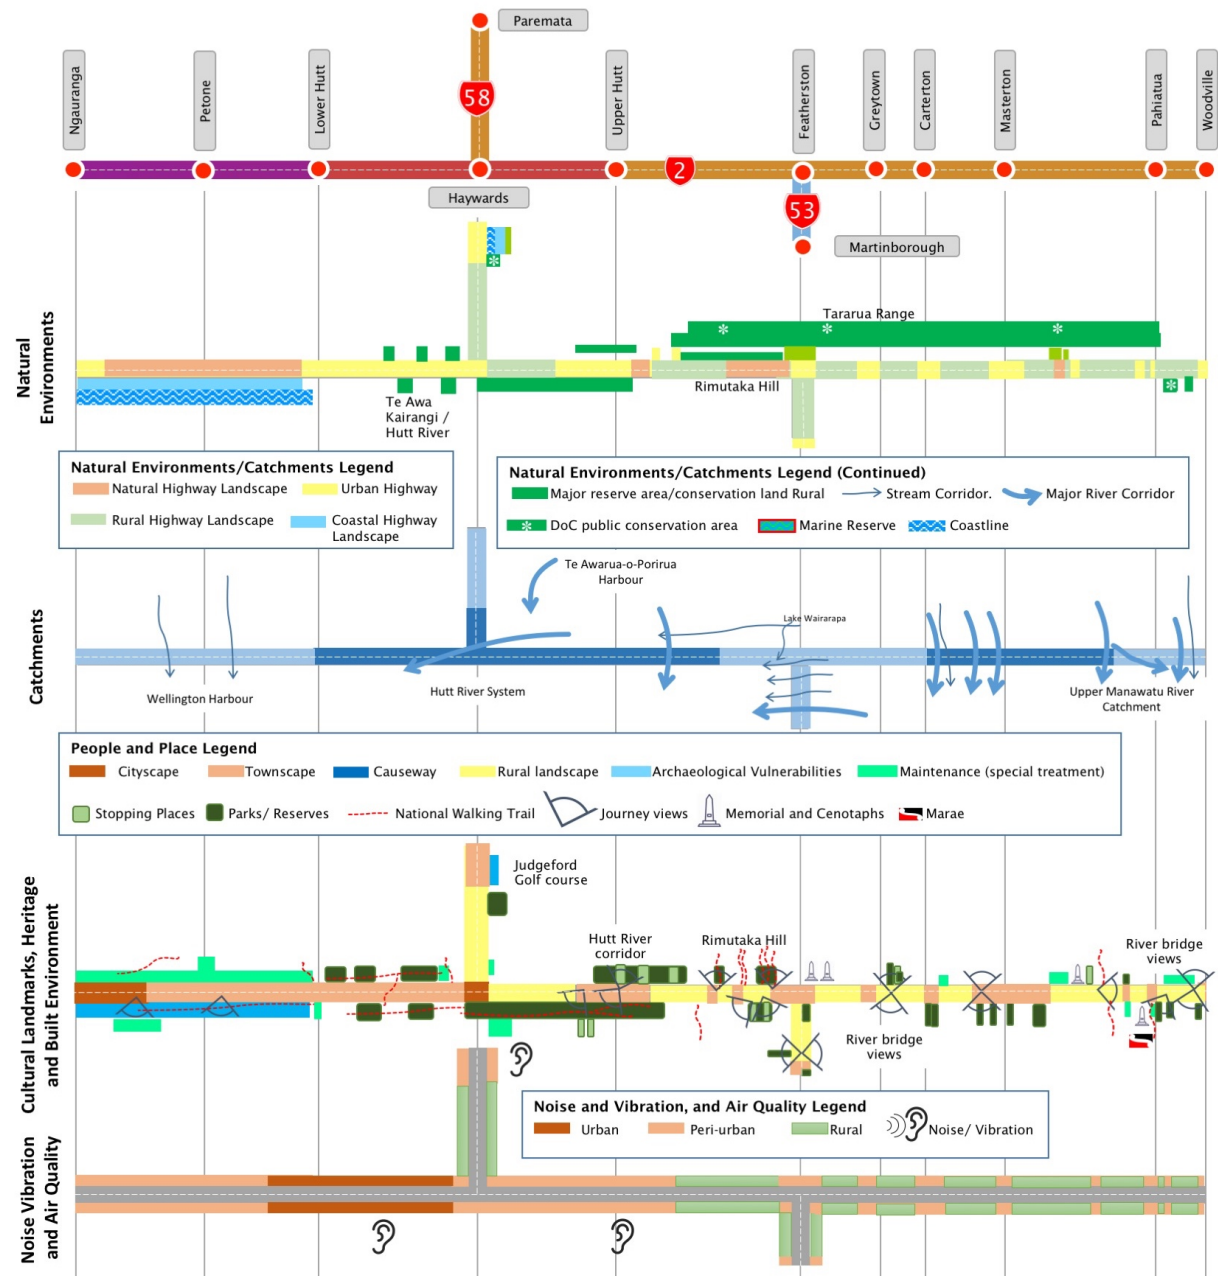 Paremata
Ngauranga
Petone
Lower Hutt
58
Upper Hutt
Featherston
Greytown
Carterton
Masterton
Pahiatua
Woodville
2
Haywards
53
Martinborough
Natural
Environments
Tararua Range
Rimutaka Hill
Te Awa
Kairangi /
Hutt River
Natural Environments/Catchments Legend
Natural Highway Landscape
Urban Highway
Rural Highway Landscape
Coastal Highway
Landscape
Natural Environments/Catchments Legend (Continued)
Major reserve area/conservation land Rural
Stream Corridor.
Major River Corridor
DoC public conservation area
Marine Reserve
Coastline
Catchments
Te Awarua-o-Porirua
Harbour
Lake Wairarapa
Wellington Harbour
Hutt River System
Upper Manawatu River
Catchment
People and Place Legend
Cityscape
Townscape
Causeway
Rural landscape
Archaeological Vulnerabilities
Maintenance (special treatment)
Stopping Places
Parks/ Reserves
National Walking Trail
Journey views
Memorial and Cenotaphs
Marae
Cultural Landmarks, Heritage
and Built Environment
Judgeford
Golf course
Hutt River
corridor
Rimutaka Hill
River bridge
views
River bridge
views
Noise and Vibration, and Air Quality Legend
Urban
Peri-urban
Rural
Noise/ Vibration
Noise Vibration
and Air Quality